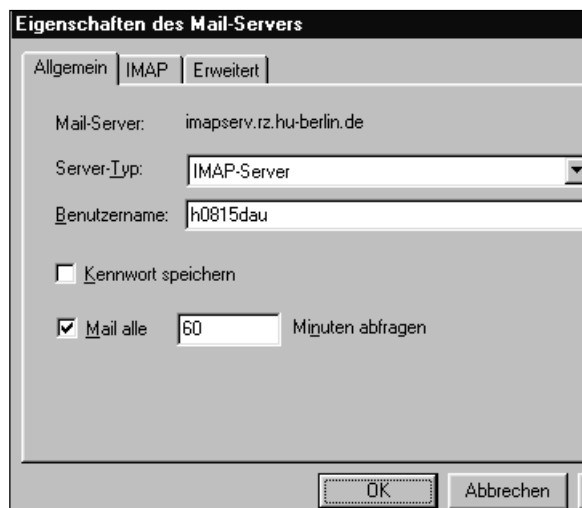 Eigenschaften des Mail-Servers
Allgemein IMAP Erweitert
Mail-Server: imapserv.rz.hu-berlin.de
Server-Typ: IMAP-Server
Benutzername: h0815dau
Kennwort speichern
Mail alle 60 Minuten abfragen
OK Abbrechen